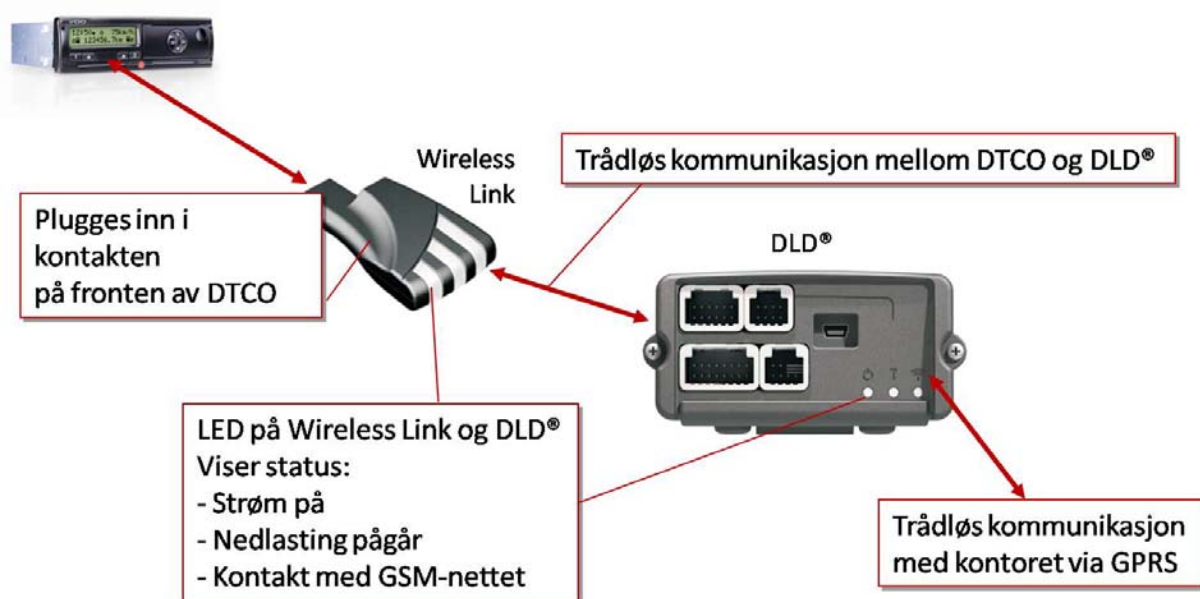 VDO
Wireless
Link
Trådløs kommunikasjon mellom DTCO og DLD®
Plugges inn i
kontakten
på fronten av DTCO
DLD®
LED på Wireless Link og DLD®
Viser status:
- Strøm på
- Nedlasting pågår
- Kontakt med GSM-nettet
Trådløs kommunikasjon
med kontoret via GPRS